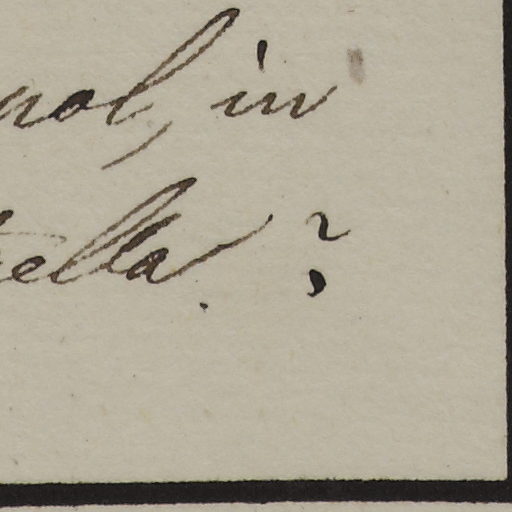 nol, in
ella. ?